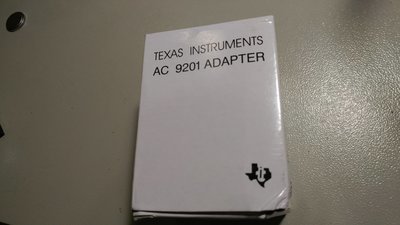 TEXAS INSTRUMENTS
AC 9201 ADAPTER